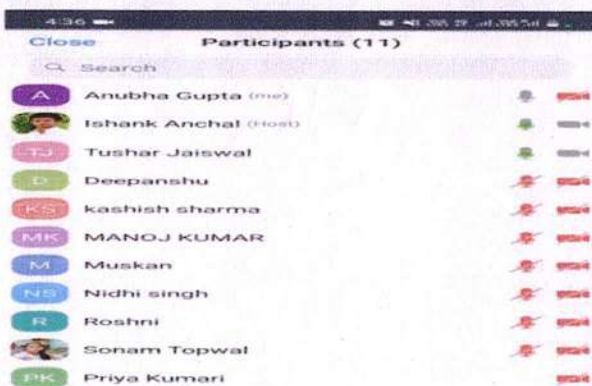 4:36
Close Participants (11)
Search
A Anubha Gupta (me)
Ishank Anchal (Host)
TJ Tushar Jaiswal
D Deepanshu
KS kashish sharma
MK MANOJ KUMAR
M Muskan
NS Nidhi singh
R Roshni
Sonam Topwal
PK Priya Kumari